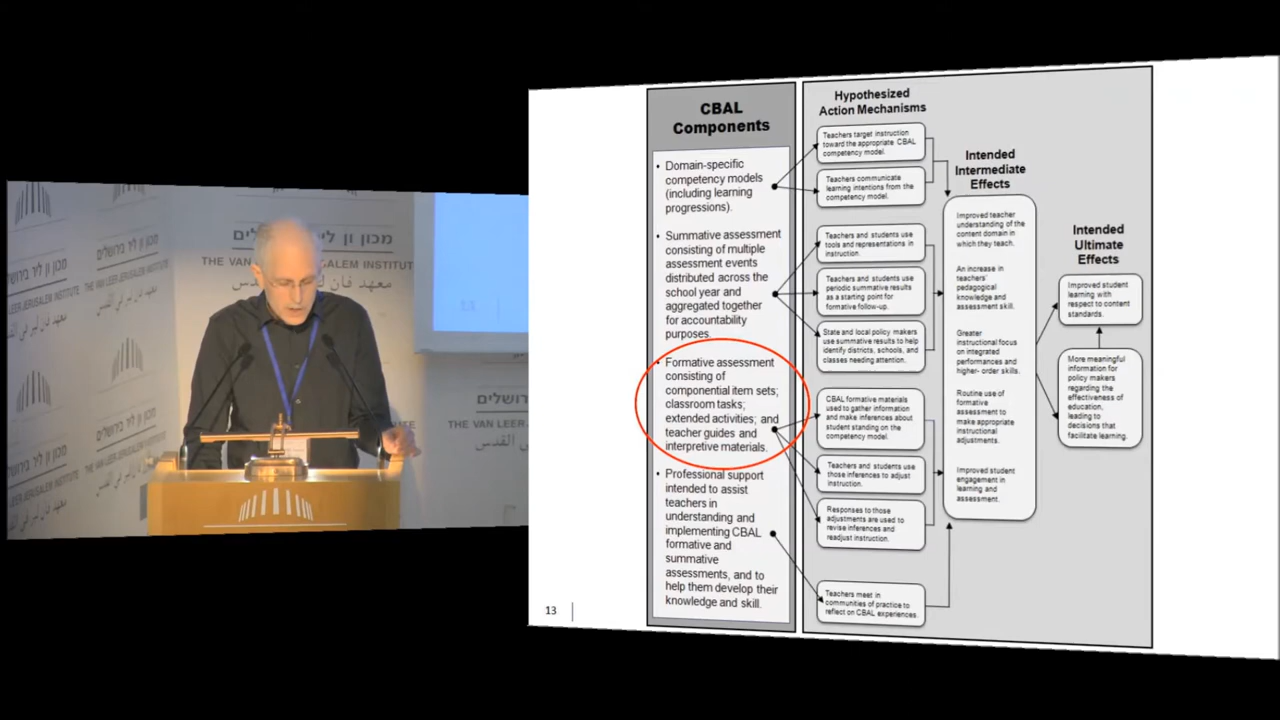 מכון ון ליר בירושלים
THE VAN LEER JERUSALEM INSTITUT
معهد فان لير في القدس
CBAL
Components
• Domain-specific
competency models
(including learning
progressions).
• Summative assessment
consisting of multiple
assessment events
distributed across the
school year and
aggregated together
for accountability
purposes.
• Formative assessment
consisting of
componential item sets;
classroom tasks;
extended activities; and
teacher guides and
interpretive materials.
• Professional support
intended to assist
teachers in
understanding and
implementing CBAL
formative and
summative
assessments, and to
help them develop their
knowledge and skill.
Hypothesized
Action Mechanisms
Teachers target instruction
toward the appropriate CBAL
competency model.
Teachers communicate
learning intentions from the
competency model.
Teachers and students use
tools and representations in
instruction.
Teachers and students use
periodic summative results
as a starting point for
formative follow-up.
State and local policy makers
use summative results to help
identify districts, schools, and
classes needing attention.
CBAL formative materials
used to gather information
and make inferences about
student standing on the
competency model.
Teachers and students use
those inferences to adjust
instruction.
Responses to those
adjustments are used to
revise inferences and
readjust instruction.
Teachers meet in
communities of practice to
reflect on CBAL experiences.
Intended
Intermediate
Effects
Improved teacher
understanding of the
content domain in
which they teach.
An increase in
teachers'
pedagogical
knowledge and
assessment skill.
Greater
instructional focus
on integrated
performances and
higher- order skills.
Routine use of
formative
assessment to
make appropriate
instructional
adjustments.
Improved student
engagement in
learning and
assessment.
Intended
Ultimate
Effects
Improved student
learning with
respect to content
standards.
More meaningful
information for
policy makers
regarding the
effectiveness of
education,
leading to
decisions that
facilitate learning.
13